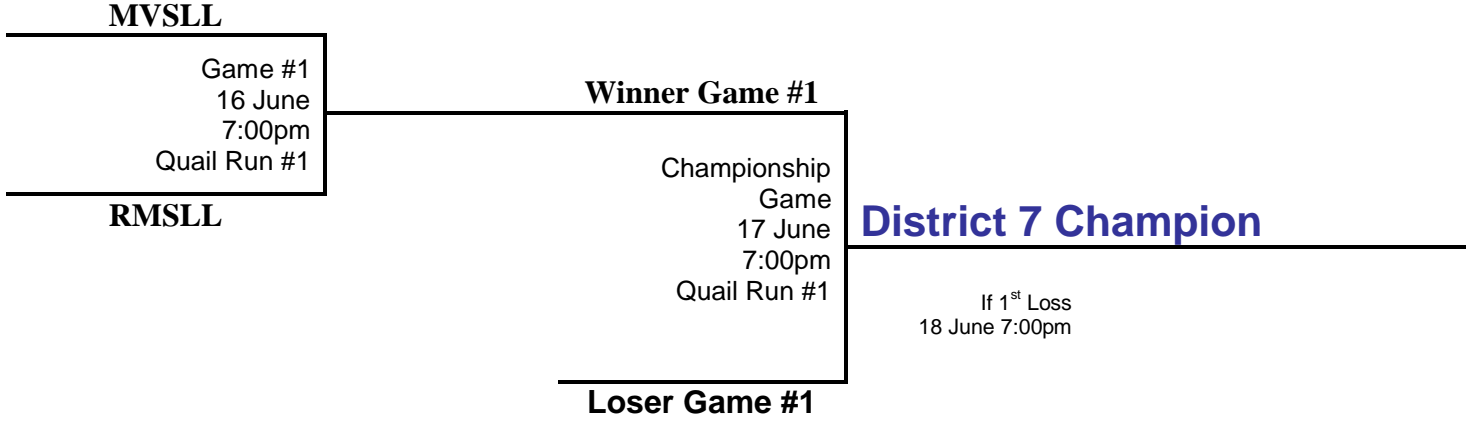 MVSLL
Game #1
16 June
7:00pm
Quail Run #1
RMSLL
Winner Game #1
Championship
Game
17 June
7:00pm
Quail Run #1
Loser Game #1
District 7 Champion
If 1st Loss
18 June 7:00pm